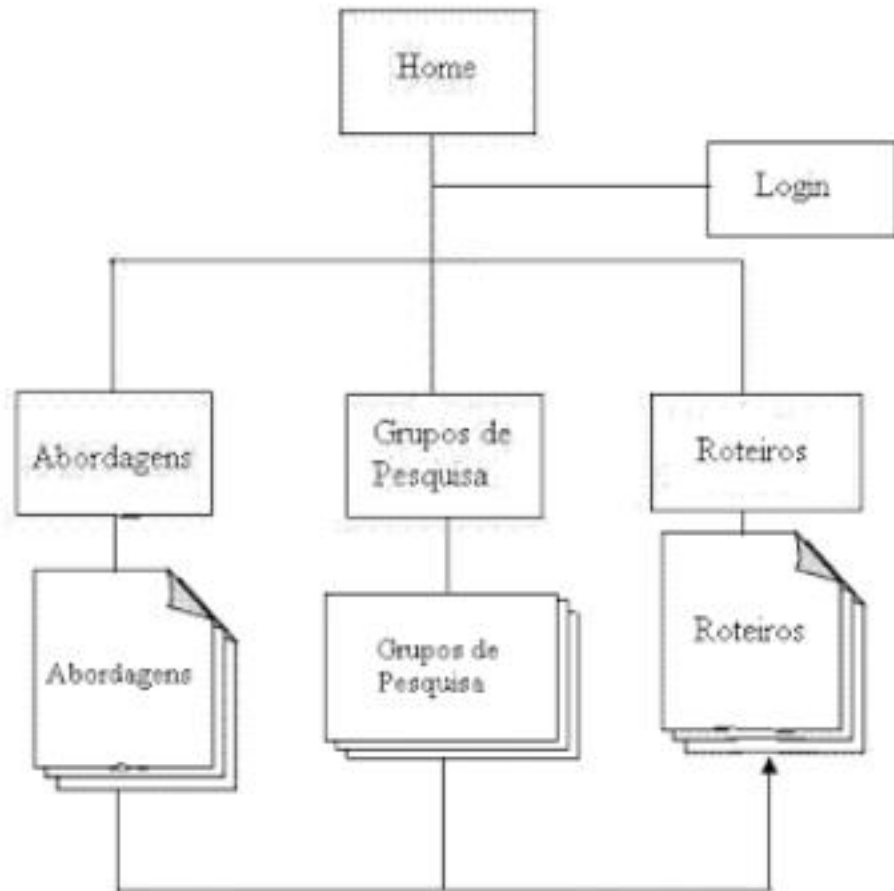 Home
Login
Abordagens
Grupos de
Pesquisa
Roteiros
Abordagens
Grupos de
Pesquisa
Roteiros